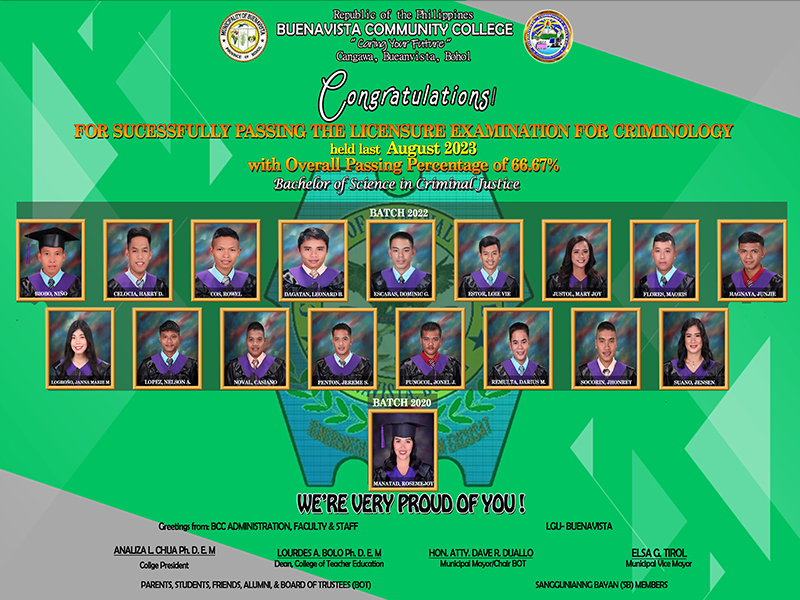 Republic of the Philippines
BUENAVISTA COMMUNITY COLLEGE
"Caring Your Future"
Cangawa, Bucanvista, Bohol
Congratulations!
FOR SUCESSFULLY PASSING THE LICENSURE EXAMINATION FOR CRIMINOLOGY
held last August 2023
with Overall Passing Percentage of 66.67%
Bachelor of Science in Criminal Justice
BATCH 2022
BIOBO, NIÑO
CELOCIA, HARRY D.
COS, ROWEL
DAGATAN, LEONARD B.
ESCABAS, DOMINIC G.
ESTOR, LOIE VIE
JUSTOL, MARY JOY
FLORES, MAORIS
HAGNAYA, JUNJIE
LOGROÑO, JANNA MARIE M
LOPEZ, NELSON A.
NOVAL, CASIANO
PENTON, JEREME S.
PUNOCOL, JONEL J.
REMULTA, DARIUS M.
SOCORIN, JHONREY
SUANO, JENSEN
BATCH 2020
MANATAD, ROSEMEJOY
WE'RE VERY PROUD OF YOU !
Greetings from: BCC ADMINISTRATION, FACULTY & STAFF
LGU- BUENAVISTA
ANALIZA L. CHUA Ph. D. E. M
LOURDES A. BOLO Ph. D. E. M
HON. ATTY. DAVE R. DUALLO
ELSA G. TIROL
Collge President
Dean, College of Teacher Education
Municipal Mayor/Chair BOT
Municipal Vice Mayor
PARENTS, STUDENTS, FRIENDS, ALUMNI, & BOARD OF TRUSTEES (BOT)
SANGGUNIANNG BAYAN (SB) MEMBERS